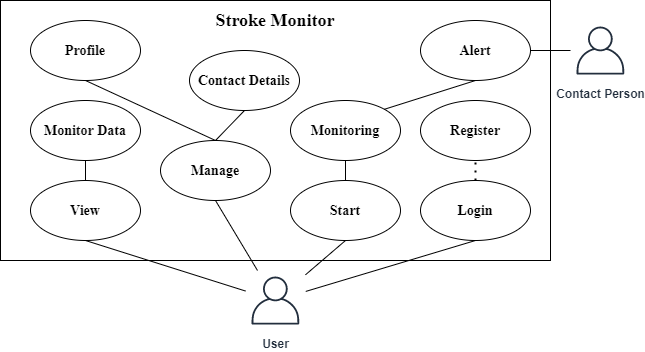 Stroke Monitor
Profile
Alert
Contact Details
Contact Person
Monitor Data
Monitoring
Register
Manage
View
Start
Login
User